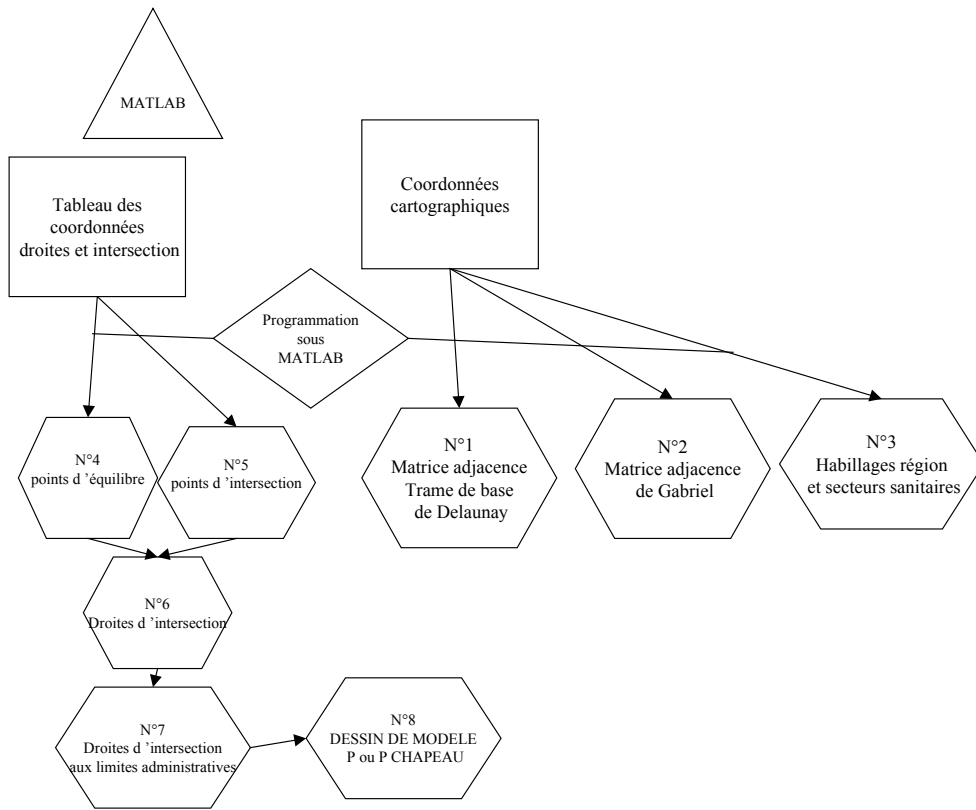 MATLAB
Tableau des
coordonnées
droites et intersection
Coordonnées
cartographiques
Programmation
sous
MATLAB
N°4
points d ’équilibre
N°5
points d ’intersection
N°1
Matrice adjacence
Trame de base
de Delaunay
N°2
Matrice adjacence
de Gabriel
N°3
Habillages région
et secteurs sanitaires
N°6
Droites d ’intersection
N°7
Droites d ’intersection
aux limites administratives
N°8
DESSIN DE MODELE
P ou P CHAPEAU